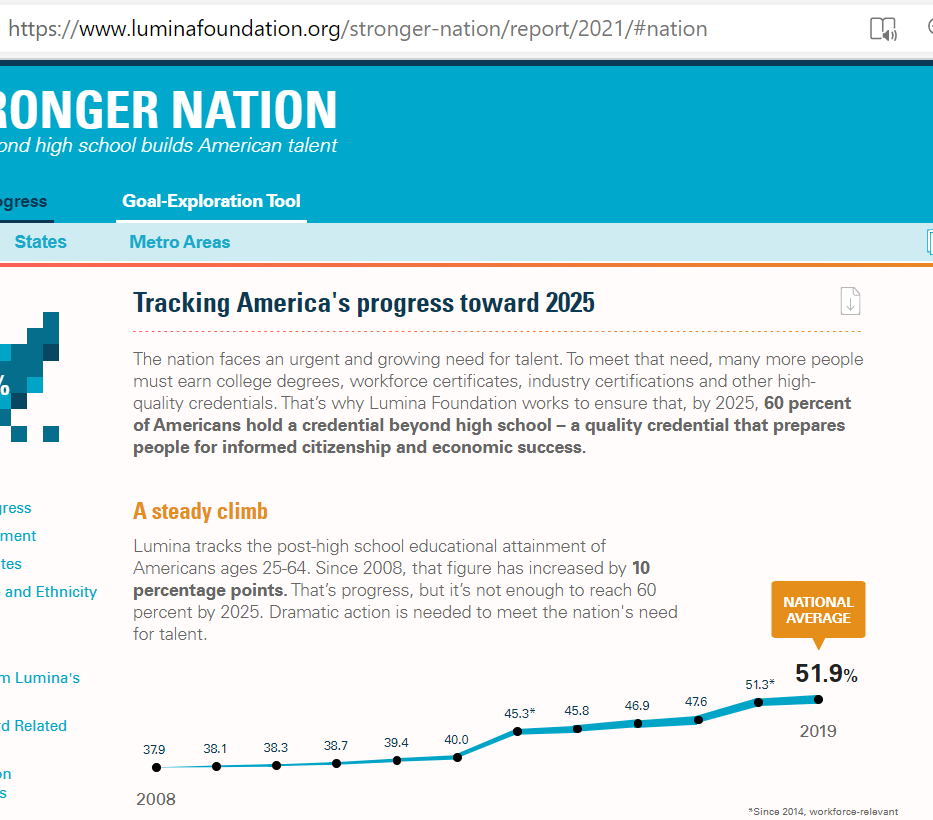 https://www.luminafoundation.org/stronger-nation/report/2021/#nation
RONGER NATION
ond high school builds American talent
ogress
Goal-Exploration Tool
States
Metro Areas
Tracking America's progress toward 2025
The nation faces an urgent and growing need for talent. To meet that need, many more people
must earn college degrees, workforce certificates, industry certifications and other high-
quality credentials. That's why Lumina Foundation works to ensure that, by 2025, 60 percent
of Americans hold a credential beyond high school – a quality credential that prepares
people for informed citizenship and economic success.
%
gress
ment
tes
and Ethnicity
m Lumina's
rd Related
on
s
A steady climb
Lumina tracks the post-high school educational attainment of
Americans ages 25-64. Since 2008, that figure has increased by 10
percentage points. That's progress, but it's not enough to reach 60
percent by 2025. Dramatic action is needed to meet the nation's need
for talent.
NATIONAL
AVERAGE
51.9%
37.9 38.1 38.3 38.7 39.4 40.0 45.3* 45.8 46.9 47.6 51.3*
2008
2019
*Since 2014, workforce-relevant